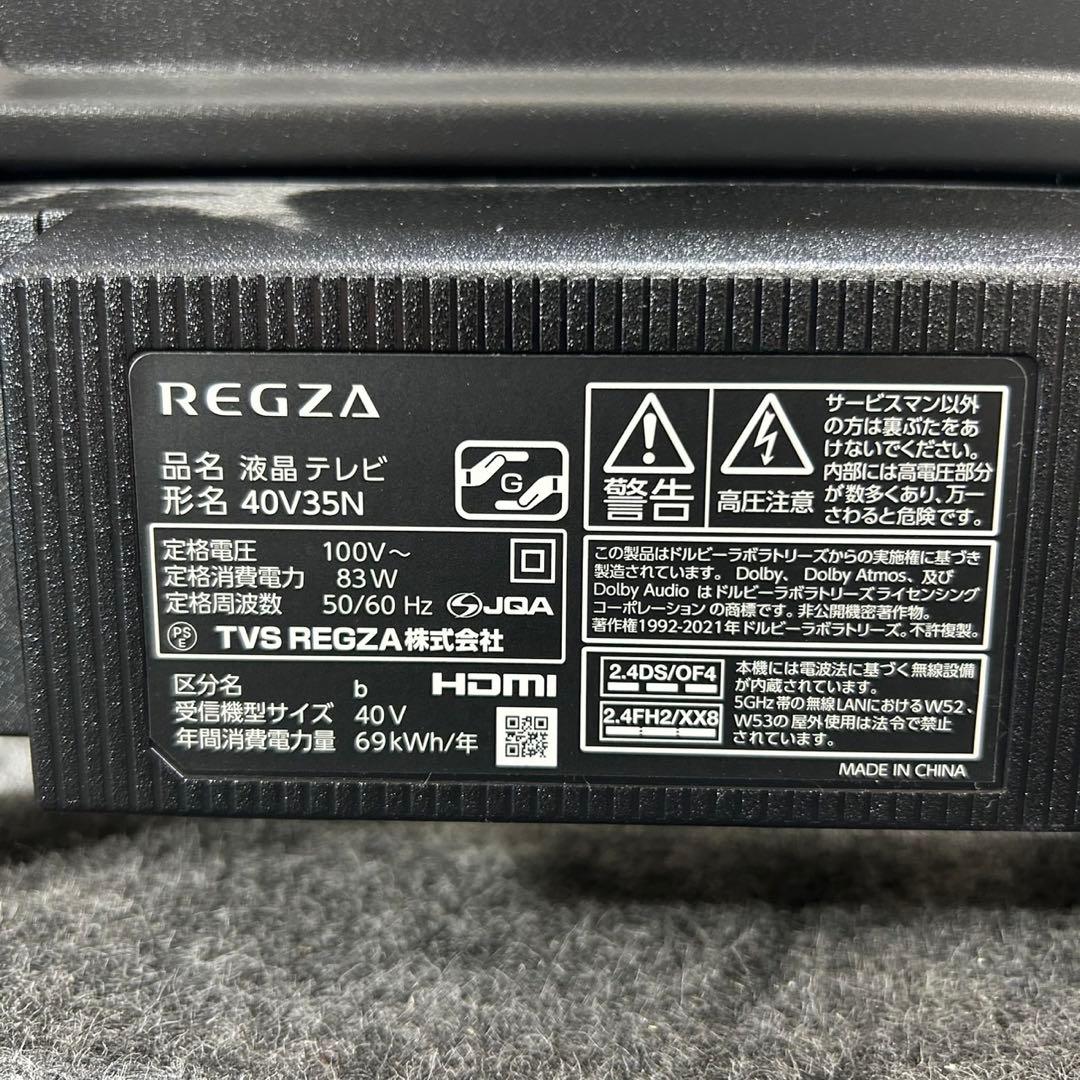 REGZA
品名 液晶テレビ
形名 40V35N
G
定格電圧 100V～
定格消費電力 83W
定格周波数 50/60 Hz
JQA
PSE
TVS REGZA株式会社
区分名 b
HDMI
受信機型サイズ 40V
年間消費電力量 69kWh/年
警告
高圧注意
サービスマン以外
の方は裏ぶたをあ
けないでください。
内部には高電圧部分
が数多くあり、万一
さわると危険です。
この製品はドルビーラボラトリーズからの実施権に基づき
製造されています。 Dolby、 Dolby Atmos、及び
Dolby Audio はドルビーラボラトリーズライセンシング
コーポレーションの商標です。非公開機密著作物。
著作権1992-2021年ドルビーラボラトリーズ。不許複製。
2.4DS/OF4
2.4FH2/XX8
本機には電波法に基づく無線設備
が内蔵されています。
5GHz帯の無線LANにおけるW52、
W53の屋外使用は法令で禁止
されています。
MADE IN CHINA